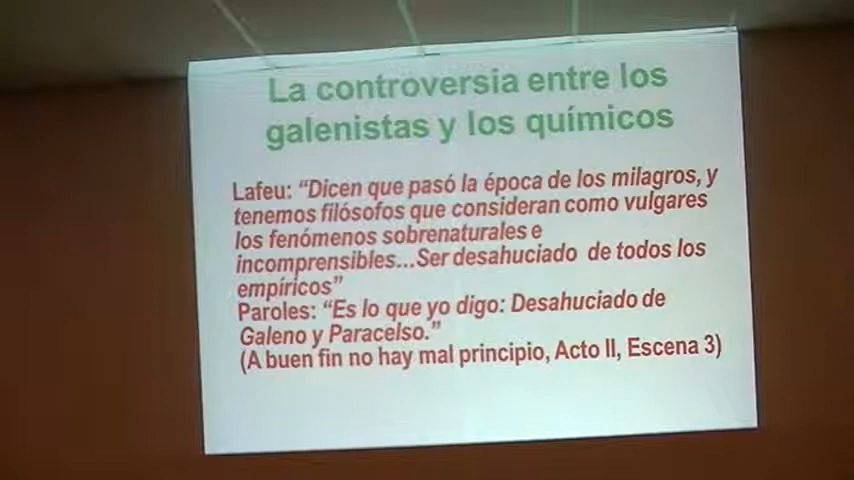 La controversia entre los
galenistas y los químicos
Lafeu: “Dicen que pasó la época de los milagros, y
tenemos filósofos que consideran como vulgares
los fenómenos sobrenaturales e
incomprensibles...Ser desahuciado de todos los
empíricos”
Paroles: “Es lo que yo digo: Desahuciado de
Galeno y Paracelso.”
(A buen fin no hay mal principio, Acto II, Escena 3)